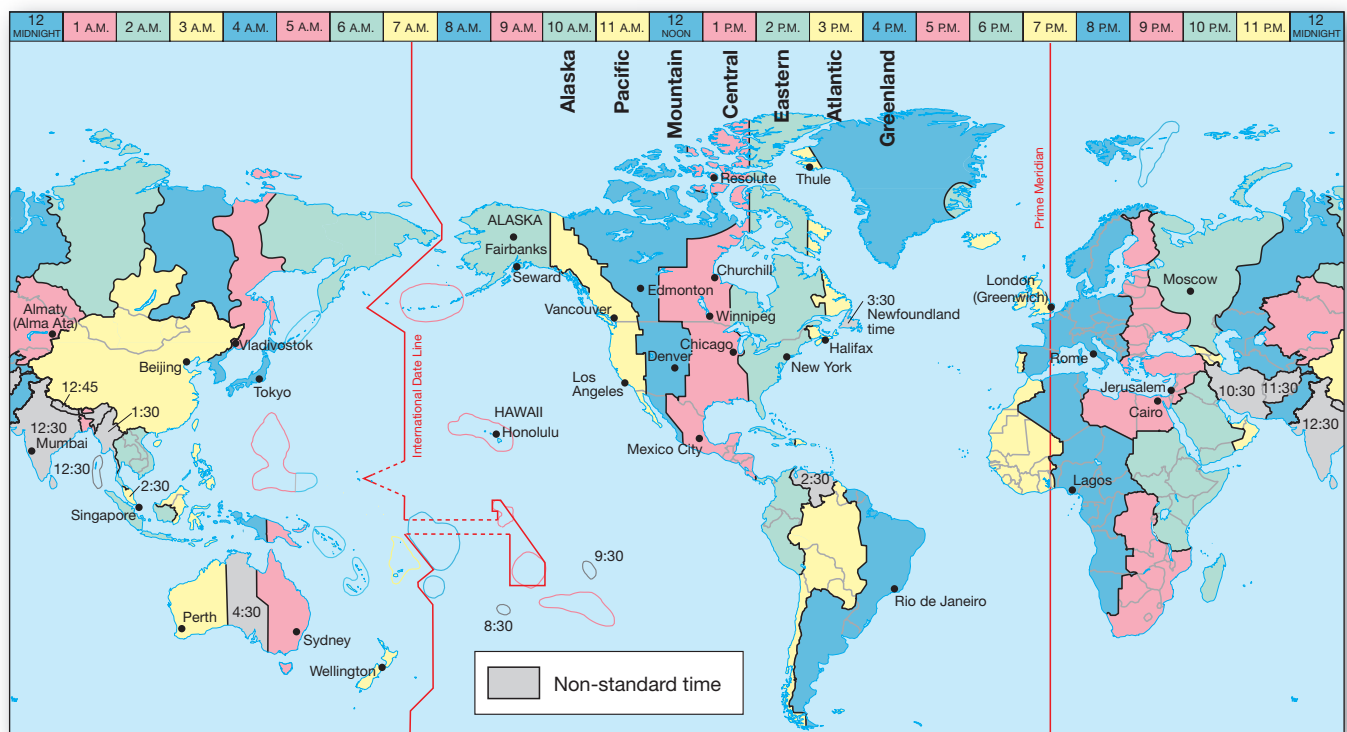 12 MIDNIGHT 1 A.M. 2 A.M. 3 A.M. 4 A.M. 5 A.M. 6 A.M. 7 A.M. 8 A.M. 9 A.M. 10 A.M. 11 A.M. 12 NOON 1 P.M. 2 P.M. 3 P.M. 4 P.M. 5 P.M. 6 P.M. 7 P.M. 8 P.M. 9 P.M. 10 P.M. 11 P.M. 12 MIDNIGHT
Alaska
Pacific
Mountain
Central
Eastern
Atlantic
Greenland
Prime Meridian
International Date Line
Resolute
Thule
ALASKA
Fairbanks
Seward
Churchill
Edmonton
London
(Greenwich)
Moscow
Almaty
(Alma Ata)
Vancouver
Winnipeg
3:30
Newfoundland
time
Vladivostok
Beijing
Chicago
Halifax
Denver
New York
Rome
Tokyo
Los
Angeles
Jerusalem
Cairo
10:30
11:30
12:45
1:30
12:30
Mumbai
12:30
HAWAII
Honolulu
Mexico City
12:30
2:30
Singapore
2:30
Lagos
9:30
8:30
Perth
4:30
Sydney
Wellington
Rio de Janeiro
Non-standard time